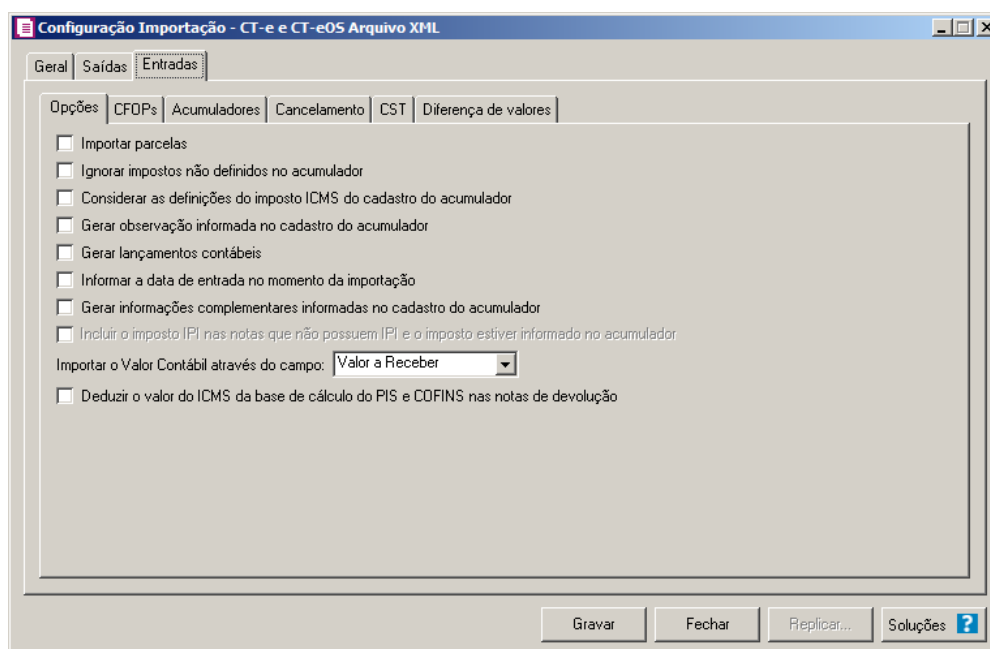 Configuração Importação - CT-e e CT-eOS Arquivo XML
Geral Saídas Entradas
Opções CFOPs Acumuladores Cancelamento CST Diferença de valores
Importar parcelas
Ignorar impostos não definidos no acumulador
Considerar as definições do imposto ICMS do cadastro do acumulador
Gerar observação informada no cadastro do acumulador
Gerar lançamentos contábeis
Informar a data de entrada no momento da importação
Gerar informações complementares informadas no cadastro do acumulador
Incluir o imposto IPI nas notas que não possuem IPI e o imposto estiver informado no acumulador
Importar o Valor Contábil através do campo: Valor a Receber
Deduzir o valor do ICMS da base de cálculo do PIS e COFINS nas notas de devolução
Gravar Fechar Replicar... Soluções ?